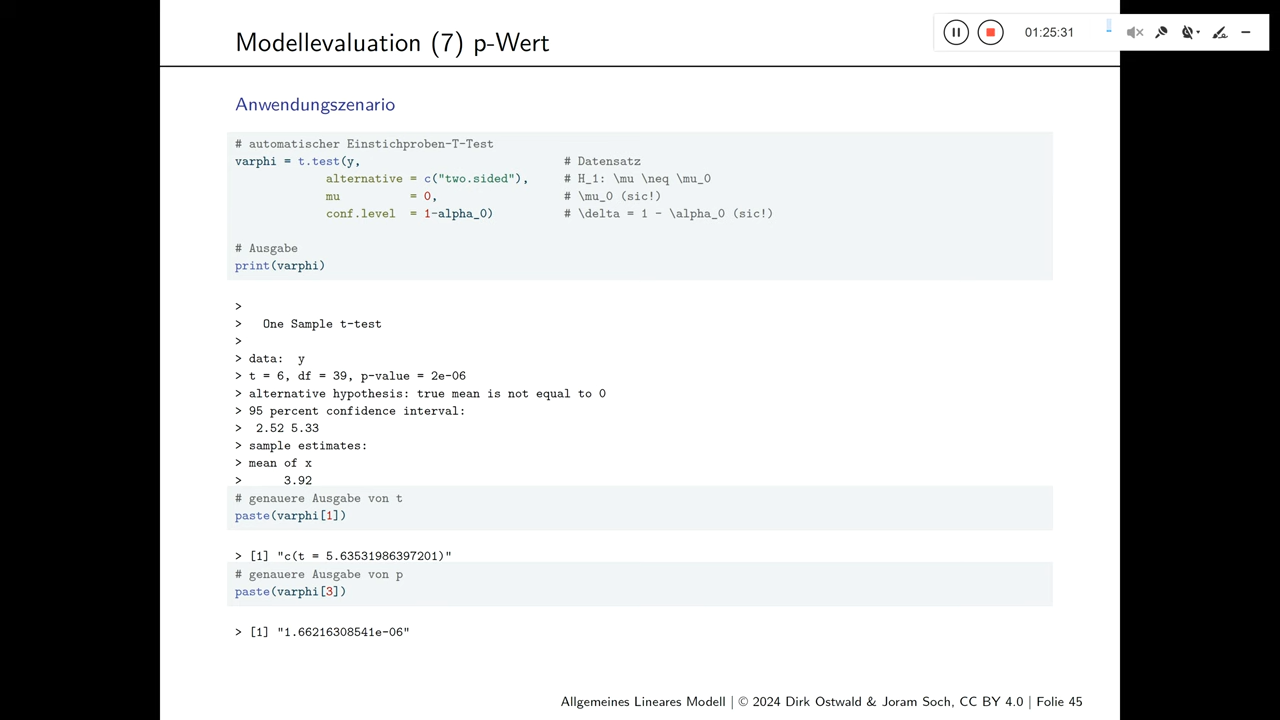 Modellevaluation (7) p-Wert
01:25:31
Anwendungszenario
# automatischer Einstichproben-T-Test
varphi = t.test(y, # Datensatz
alternative = c("two.sided"), # H_1: \mu \neq \mu_0
mu = 0, # \mu_0 (sic!)
conf.level = 1-alpha_0) # \delta = 1 - \alpha_0 (sic!)
# Ausgabe
print(varphi)
>
> One Sample t-test
>
> data: y
> t = 6, df = 39, p-value = 2e-06
> alternative hypothesis: true mean is not equal to 0
> 95 percent confidence interval:
> 2.52 5.33
> sample estimates:
> mean of x
> 3.92
# genauere Ausgabe von t
paste(varphi[1])
> [1] "c(t = 5.63531986397201)"
# genauere Ausgabe von p
paste(varphi[3])
> [1] "1.66216308541e-06"
Allgemeines Lineares Modell | © 2024 Dirk Ostwald & Joram Soch, CC BY 4.0 | Folie 45